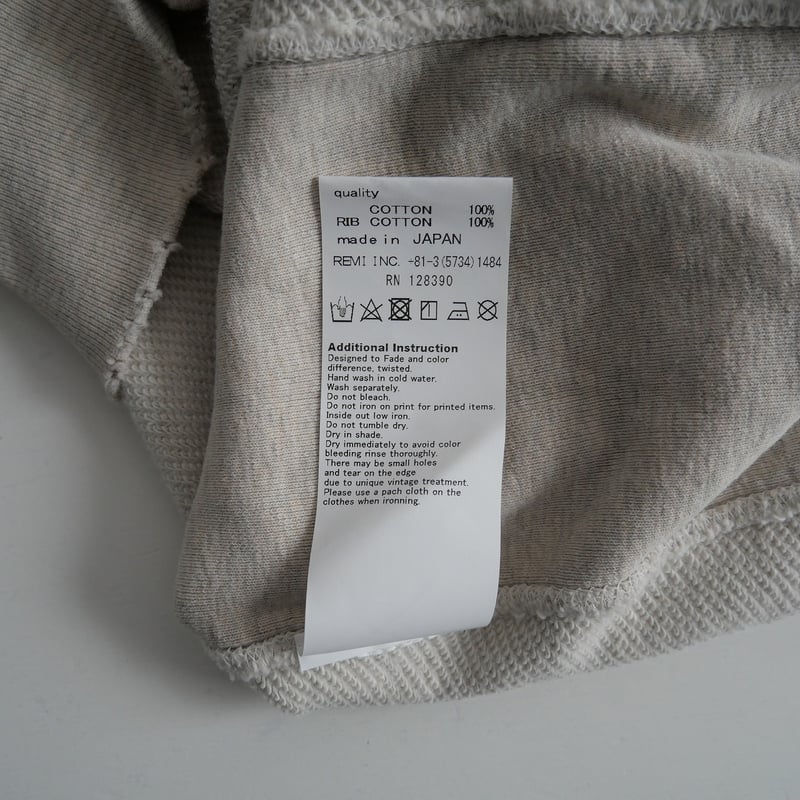 quality
COTTON 100%
RIB COTTON 100%
made in JAPAN
REMI INC. -81-3(5734)1484
RN 128390
Additional Instruction
Designed to Fade and color
difference, twisted.
Hand wash in cold water.
Wash separately.
Do not bleach.
Do not iron on print for printed items.
Inside out low iron.
Do not tumble dry.
Dry in shade.
Dry immediately to avoid color
bleeding rinse thoroughly.
There may be small holes
and tear on the edge
due to unique vintage treatment.
Please use a pach cloth on the
clothes when ironning.